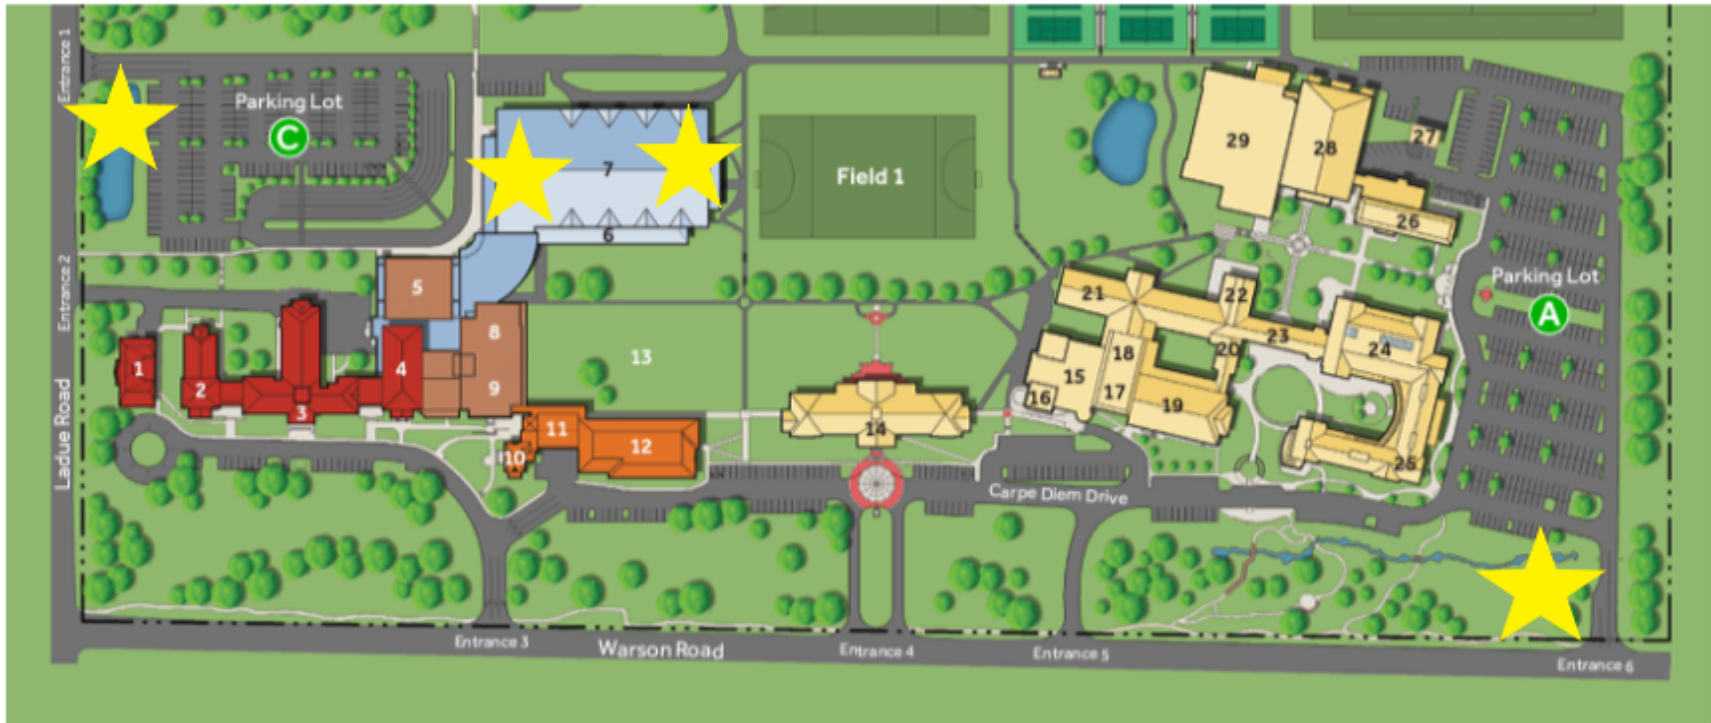 Entrance 1
Parking Lot
C
7
6
Field 1
29
28
27
26
Entrance 2
5
8
13
21
22
Parking Lot
A
1
2
3
4
9
18
20
23
24
15
16
17
19
14
10
11
12
25
Ladue Road
Carpe Diem Drive
Entrance 3
Warson Road
Entrance 4
Entrance 5
Entrance 6